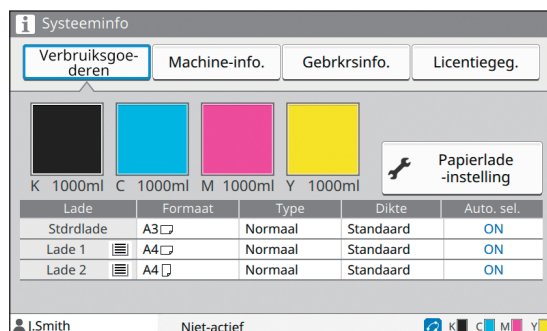 Systeeminfo
Verbruiksgoe-
deren
Machine-info.
Gebrkrsinfo.
Licentiegeg.
K 1000ml C 1000ml M 1000ml Y 1000ml
Papierlade
-instelling
Lade Formaat Type Dikte Auto. sel.
Stdrdlade A3 Normaal Standaard ON
Lade 1 A4 Normaal Standaard ON
Lade 2 A4 Normaal Standaard ON
J.Smith Niet-actief K C M Y